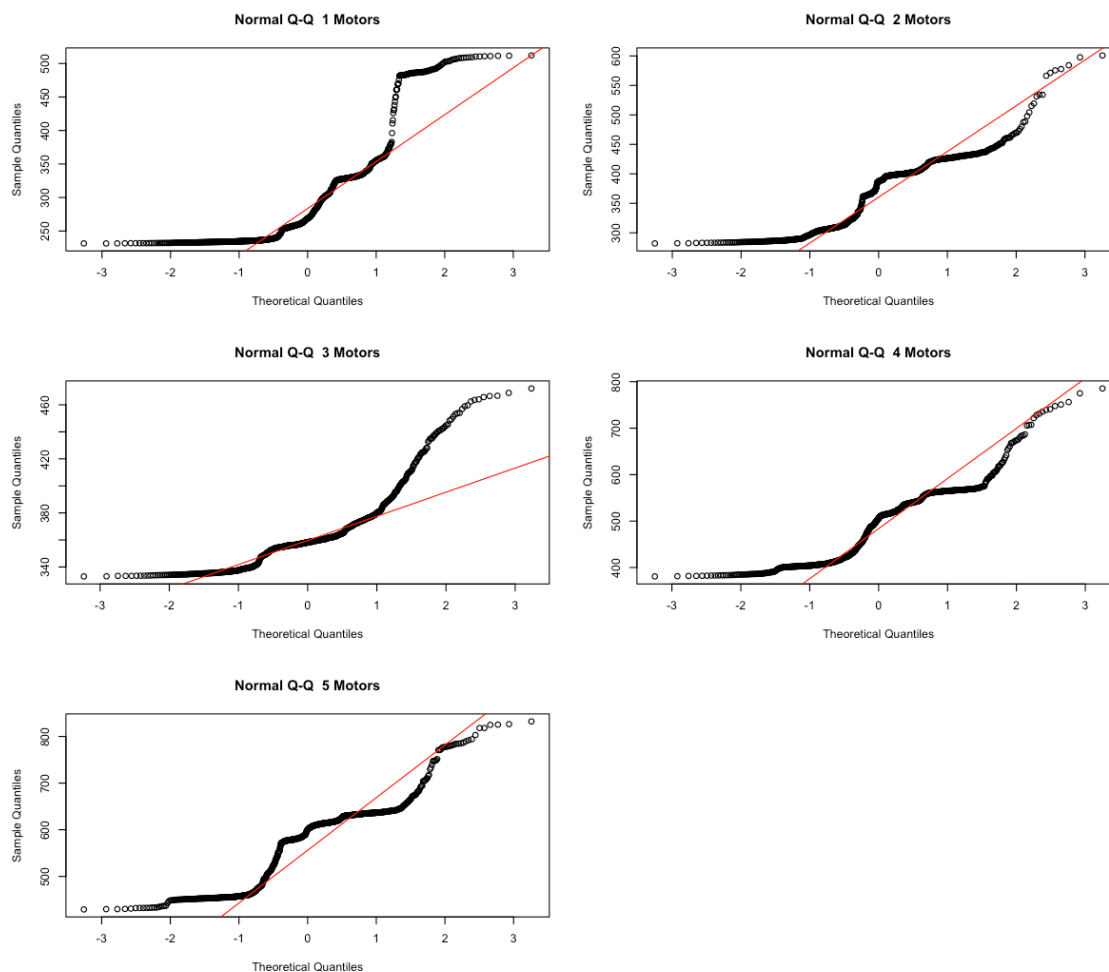 Normal Q-Q  1 Motors
Sample Quantiles
250 300 350 400 450 500
-3 -2 -1 0 1 2 3
Theoretical Quantiles
Normal Q-Q  2 Motors
Sample Quantiles
300 350 400 450 500 550 600
-3 -2 -1 0 1 2 3
Theoretical Quantiles
Normal Q-Q  3 Motors
Sample Quantiles
340 380 420 460
-3 -2 -1 0 1 2 3
Theoretical Quantiles
Normal Q-Q  4 Motors
Sample Quantiles
400 500 600 700 800
-3 -2 -1 0 1 2 3
Theoretical Quantiles
Normal Q-Q  5 Motors
Sample Quantiles
500 600 700 800
-3 -2 -1 0 1 2 3
Theoretical Quantiles